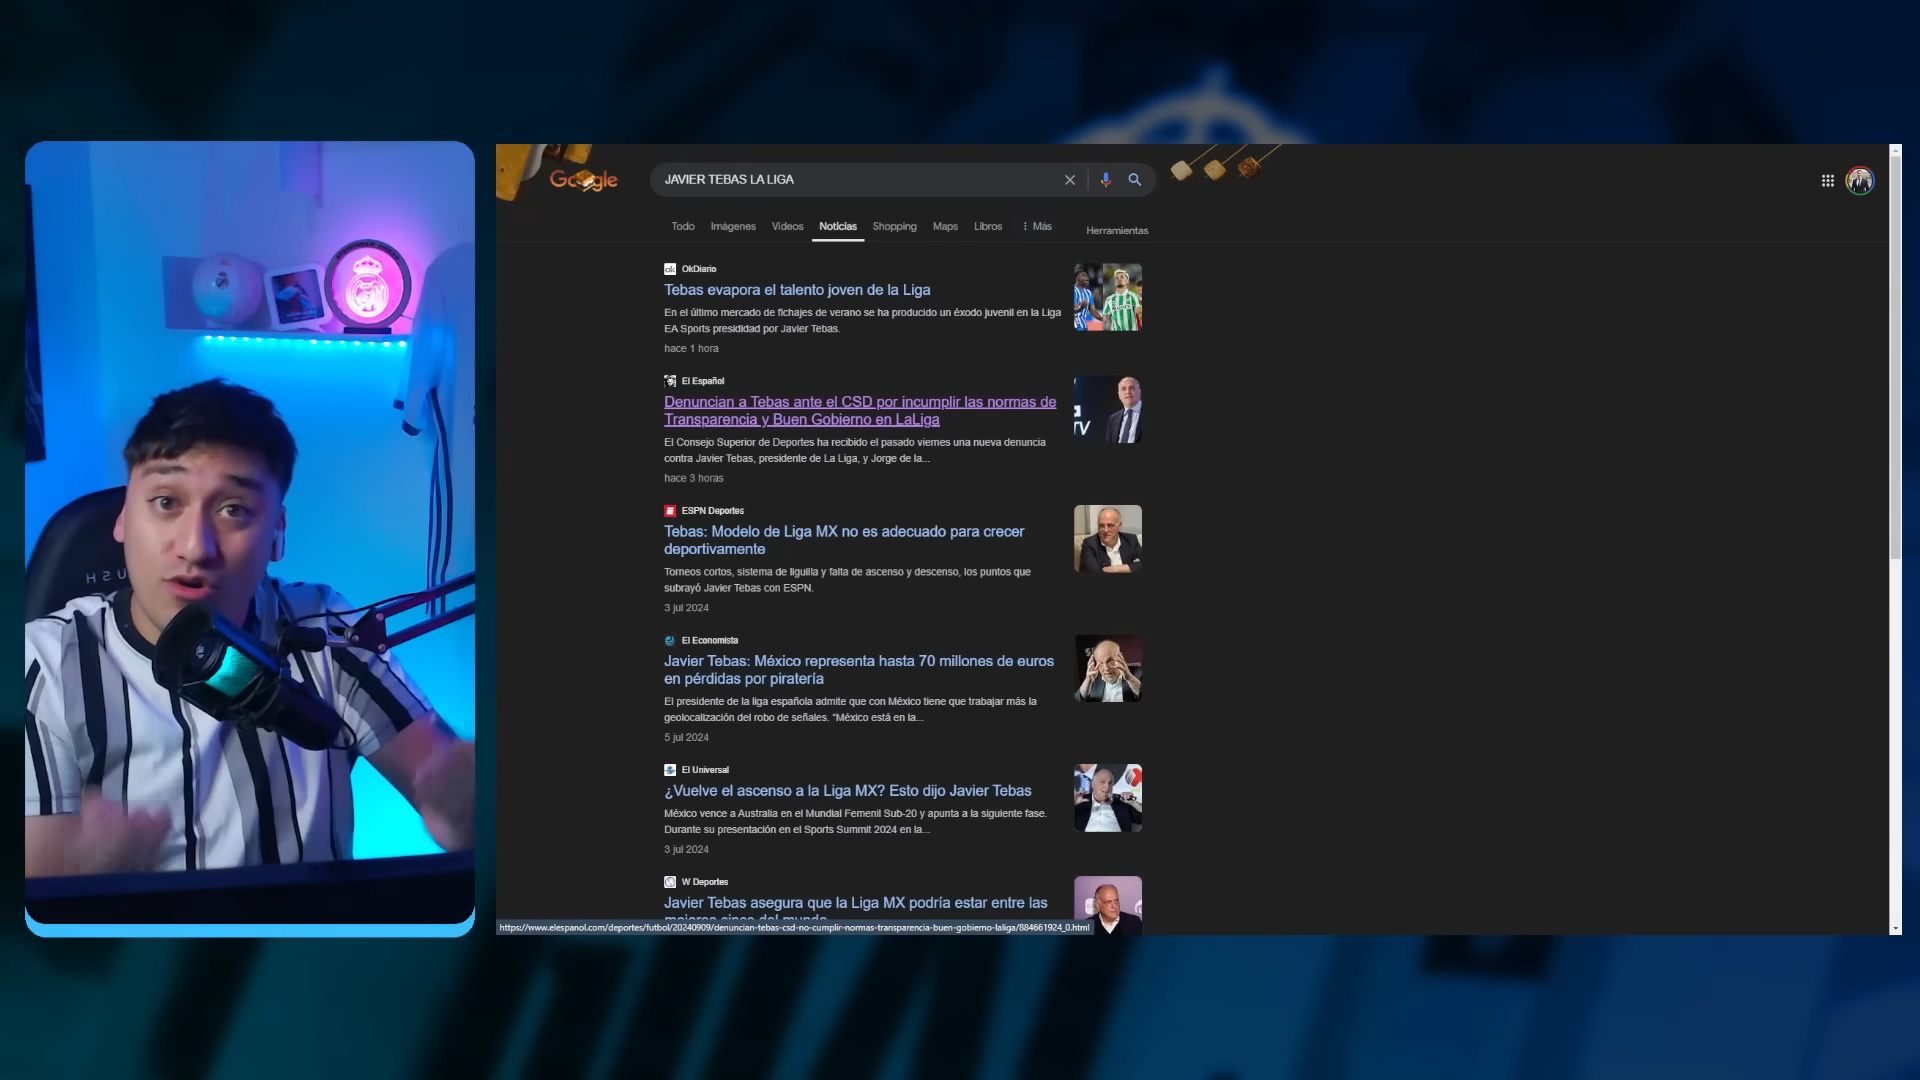 Google
JAVIER TEBAS LA LIGA
Todo
Imágenes
Videos
Noticias
Shopping
Maps
Libros
Más
Herramientas
OkDiario
Tebas evapora el talento joven de la Liga
En el último mercado de fichajes de verano se ha producido un éxodo juvenil en la Liga
EA Sports presididad por Javier Tebas.
hace 1 hora
El Español
Denuncian a Tebas ante el CSD por incumplir las normas de
Transparencia y Buen Gobierno en LaLiga
El Consejo Superior de Deportes ha recibido el pasado viernes una nueva denuncia
contra Javier Tebas, presidente de La Liga, y Jorge de la...
hace 3 horas
ESPN Deportes
Tebas: Modelo de Liga MX no es adecuado para crecer
deportivamente
Torneos cortos, sistema de liguilla y falta de ascenso y descenso, los puntos que
subrayó Javier Tebas con ESPN.
3 jul 2024
El Economista
Javier Tebas: México representa hasta 70 millones de euros
en pérdidas por piratería
El presidente de la liga española admite que con México tiene que trabajar más la
geolocalización del robo de señales. “México está en la...
5 jul 2024
El Universal
¿Vuelve el ascenso a la Liga MX? Esto dijo Javier Tebas
México vence a Australia en el Mundial Femenil Sub-20 y apunta a la siguiente fase.
Durante su presentación en el Sports Summit 2024 en la...
3 jul 2024
W Deportes
Javier Tebas asegura que la Liga MX podría estar entre las
mejores cinco del mundo
https://www.elespanol.com/deportes/futbol/20240909/denuncian-tebas-csd-no-cumplir-normas-transparencia-buen-gobierno-laliga/884661924_0.html
TV